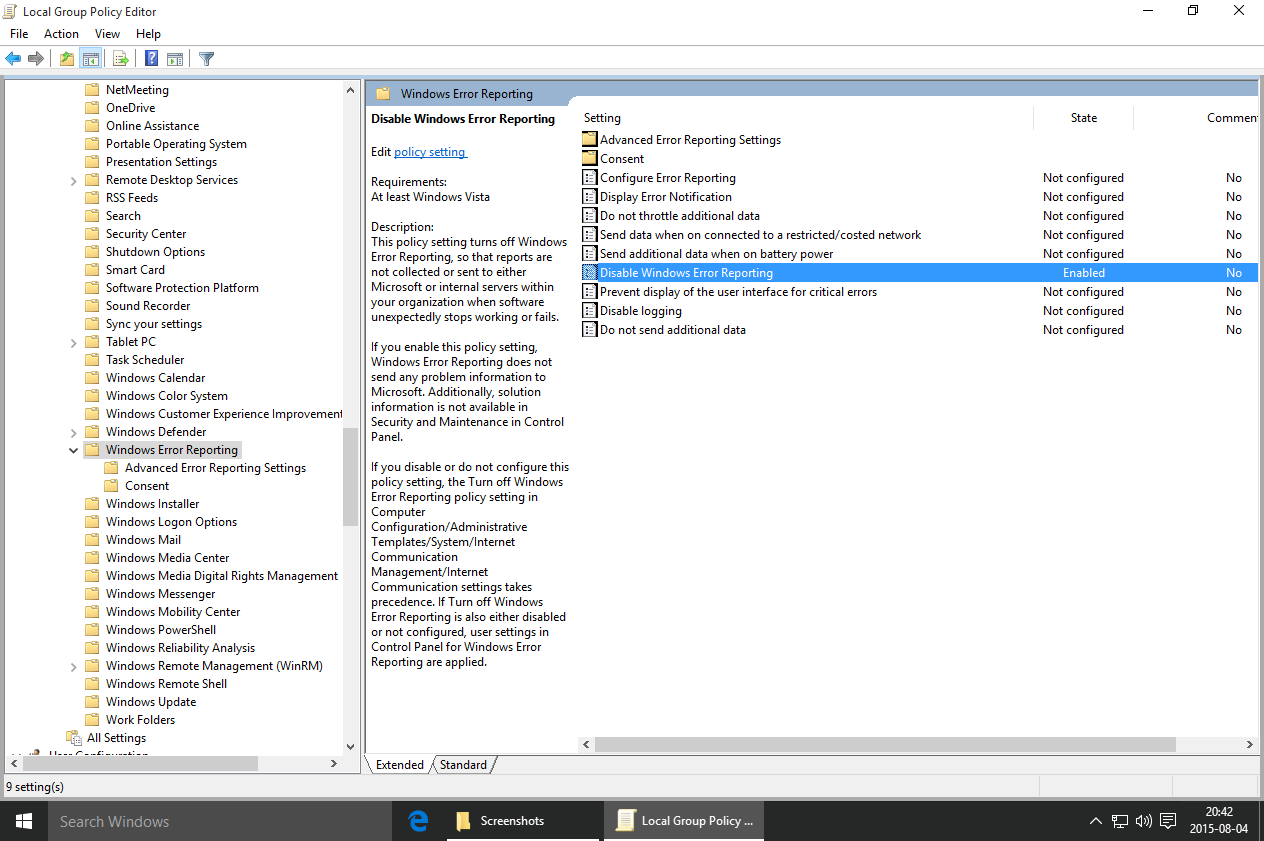 Local Group Policy Editor
File Action View Help
NetMeeting
OneDrive
Online Assistance
Portable Operating System
Presentation Settings
Remote Desktop Services
RSS Feeds
Search
Security Center
Shutdown Options
Smart Card
Software Protection Platform
Sound Recorder
Sync your settings
Tablet PC
Task Scheduler
Windows Calendar
Windows Color System
Windows Customer Experience Improvement
Windows Defender
Windows Error Reporting
Advanced Error Reporting Settings
Consent
Windows Installer
Windows Logon Options
Windows Mail
Windows Media Center
Windows Media Digital Rights Management
Windows Messenger
Windows Mobility Center
Windows PowerShell
Windows Reliability Analysis
Windows Remote Management (WinRM)
Windows Remote Shell
Windows Update
Work Folders
All Settings
User Configuration
Windows Error Reporting
Disable Windows Error Reporting
Edit policy setting
Requirements:
At least Windows Vista
Description:
This policy setting turns off Windows
Error Reporting, so that reports are
not collected or sent to either
Microsoft or internal servers within
your organization when software
unexpectedly stops working or fails.
If you enable this policy setting,
Windows Error Reporting does not
send any problem information to
Microsoft. Additionally, solution
information is not available in
Security and Maintenance in Control
Panel.
If you disable or do not configure this
policy setting, the Turn off Windows
Error Reporting policy setting in
Computer
Configuration/Administrative
Templates/System/Internet
Communication
Management/Internet
Communication settings takes
precedence. If Turn off Windows
Error Reporting is also either disabled
or not configured, user settings in
Control Panel for Windows Error
Reporting are applied.
Setting State Commen
Advanced Error Reporting Settings
Consent
Configure Error Reporting Not configured No
Display Error Notification Not configured No
Do not throttle additional data Not configured No
Send data when on connected to a restricted/costed network Not configured No
Send additional data when on battery power Not configured No
Disable Windows Error Reporting Enabled No
Prevent display of the user interface for critical errors Not configured No
Disable logging Not configured No
Do not send additional data Not configured No
Extended Standard
9 setting(s)
Search Windows
Screenshots
Local Group Policy ...
20:42
2015-08-04